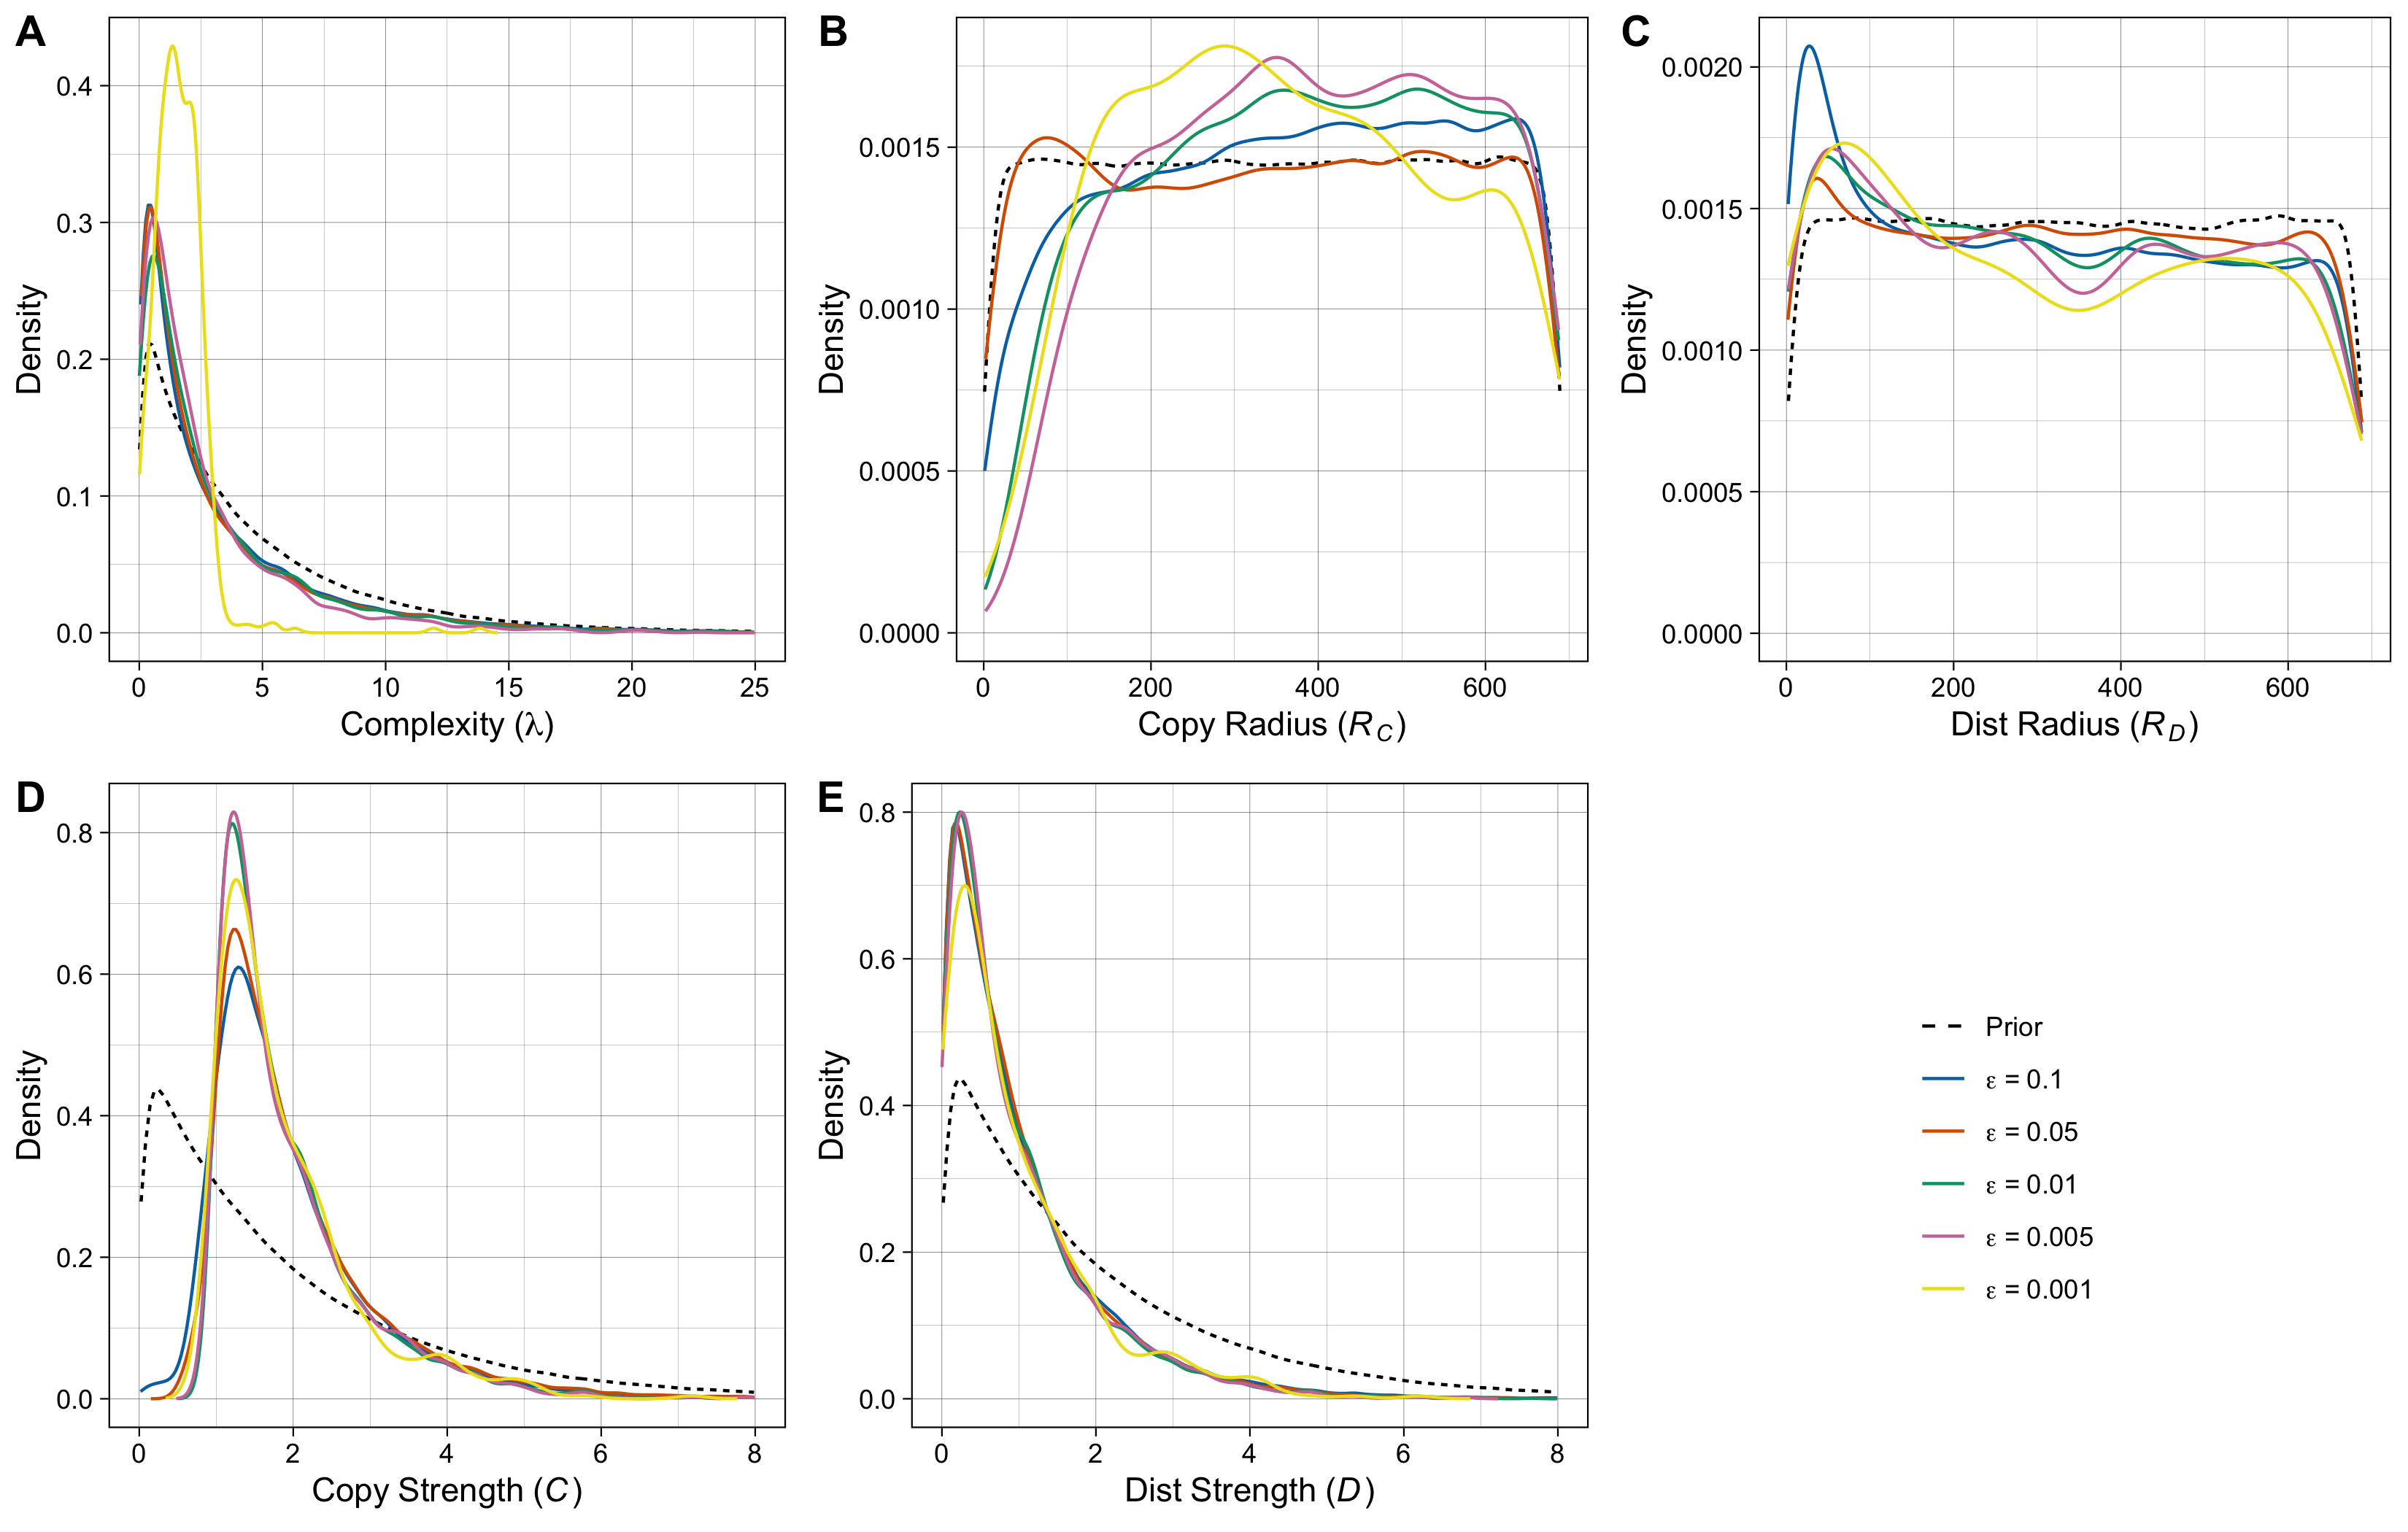 A
Density
0.4
0.3
0.2
0.1
0.0
0 5 10 15 20 25
Complexity (λ)
B
Density
0.0015
0.0010
0.0005
0.0000
0 200 400 600
Copy Radius (R_C)
C
Density
0.0020
0.0015
0.0010
0.0005
0.0000
0 200 400 600
Dist Radius (R_D)
D
Density
0.8
0.6
0.4
0.2
0.0
0 2 4 6 8
Copy Strength (C)
E
Density
0.8
0.6
0.4
0.2
0.0
0 2 4 6 8
Dist Strength (D)
Prior
ε = 0.1
ε = 0.05
ε = 0.01
ε = 0.005
ε = 0.001